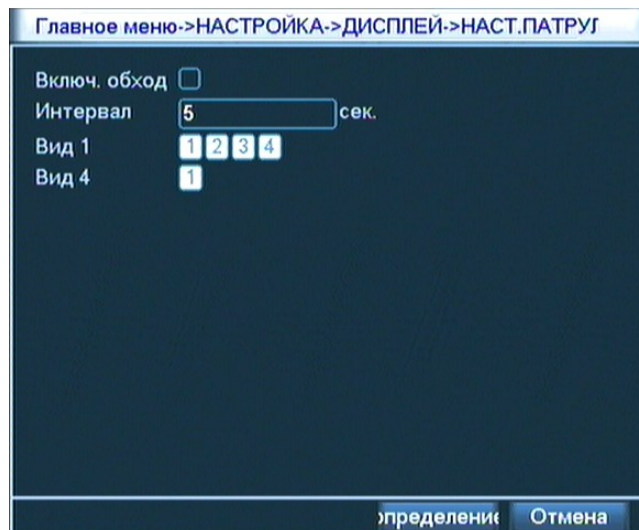 Главное меню->НАСТРОЙКА->ДИСПЛЕЙ->НАСТ.ПАТРУЛ
Включ. обход
Интервал 5 сек.
Вид 1 1 2 3 4
Вид 4 1
определение Отмена